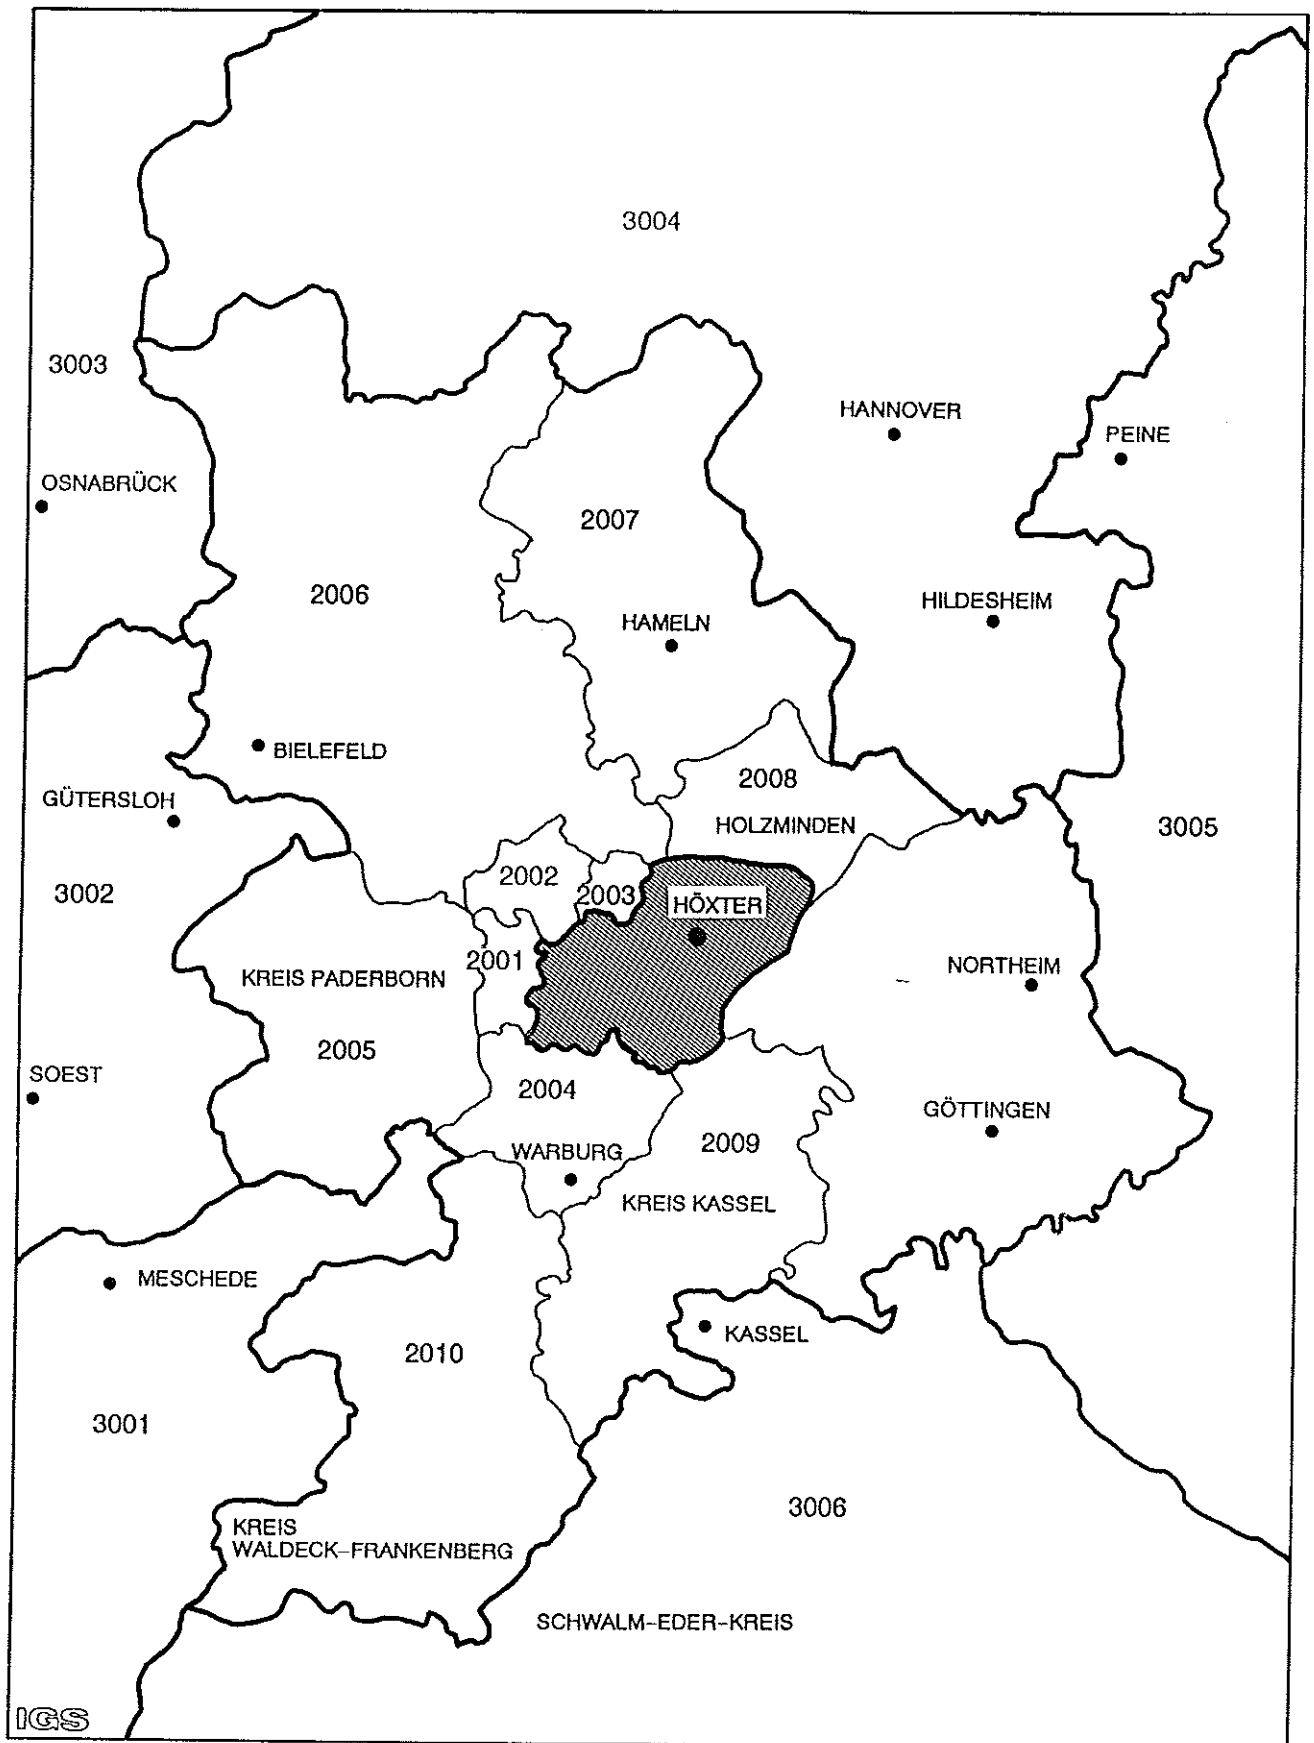 3004
3003
HANNOVER
PEINE
OSNABRÜCK
2007
2006
HILDESHEIM
HAMELN
BIELEFELD
2008
GÜTERSLOH
HOLZMINDEN
3005
2002
3002
2003
HÖXTER
2001
KREIS PADERBORN
NORTHEIM
2005
SOEST
2004
GÖTTINGEN
2009
WARBURG
KREIS KASSEL
MESCHEDE
KASSEL
2010
3001
3006
KREIS
WALDECK-FRANKENBERG
SCHWALM-EDER-KREIS
IGS